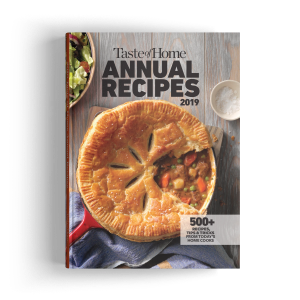 Taste of Home
ANNUAL
RECIPES
2019
500+
RECIPES,
TIPS & TRICKS
FROM TODAY'S
HOME COOKS